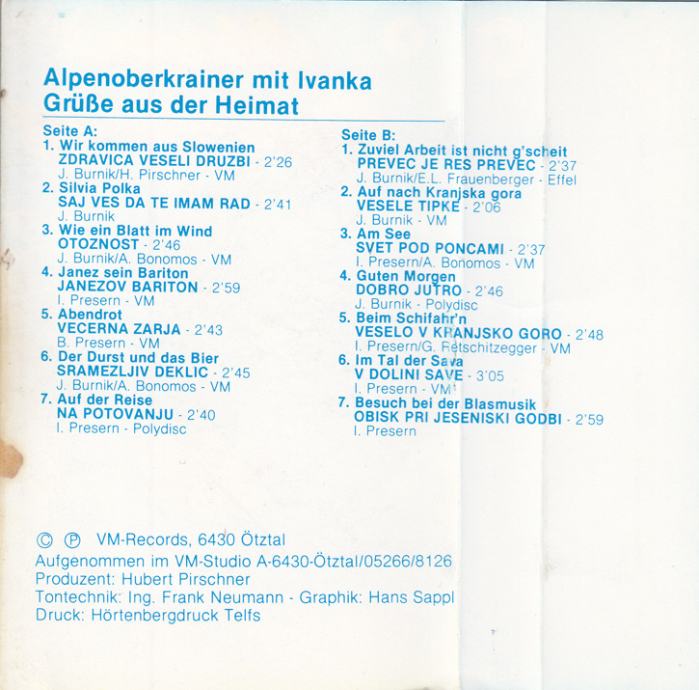 Alpenoberkrainer mit Ivanka
Grüße aus der Heimat
Seite A:
1. Wir kommen aus Slowenien
ZDRAVICA VESELI DRUZBI - 2'26
J. Burnik/H. Pirschner - VM
2. Silvia Polka
SAJ VES DA TE IMAM RAD - 2'41
J. Burnik
3. Wie ein Blatt im Wind
OTOZNOST - 2'46
J. Burnik/A. Bonomos - VM
4. Janez sein Bariton
JANEZOV BARITON - 2'59
I. Presern - VM
5. Abendrot
VECERNA ZARJA - 2'43
B. Presern - VM
6. Der Durst und das Bier
SRAMEZLJIV DEKLIC - 2'45
J. Burnik/A. Bonomos - VM
7. Auf der Reise
NA POTOVANJU - 2'40
I. Presern - Polydisc
Seite B:
1. Zuviel Arbeit ist nicht g'scheit
PREVEC JE RES PREVEC - 2'37
J. Burnik/E.L. Frauenberger - Effel
2. Auf nach Kranjska gora
VESELE TIPKE - 2'06
J. Burnik - VM
3. Am See
SVET POD PONCAMI - 2'37
I. Presern/A. Bonomos - VM
4. Guten Morgen
DOBRO JUTRO - 2'46
J. Burnik - Polydisc
5. Beim Schifahr'n
VESELO V KRANJSKO GORO - 2'48
I. Presern/G. Retschitzegger - VM
6. Im Tal der Sava
V DOLINI SAVE - 3'05
I. Presern - VM
7. Besuch bei der Blasmusik
OBISK PRI JESENISKI GODBI - 2'59
I. Presern
© ℗ VM-Records, 6430 Ötztal
Aufgenommen im VM-Studio A-6430-Ötztal/05266/8126
Produzent: Hubert Pirschner
Tontechnik: Ing. Frank Neumann - Graphik: Hans Sappl
Druck: Hörtenbergdruck Telfs